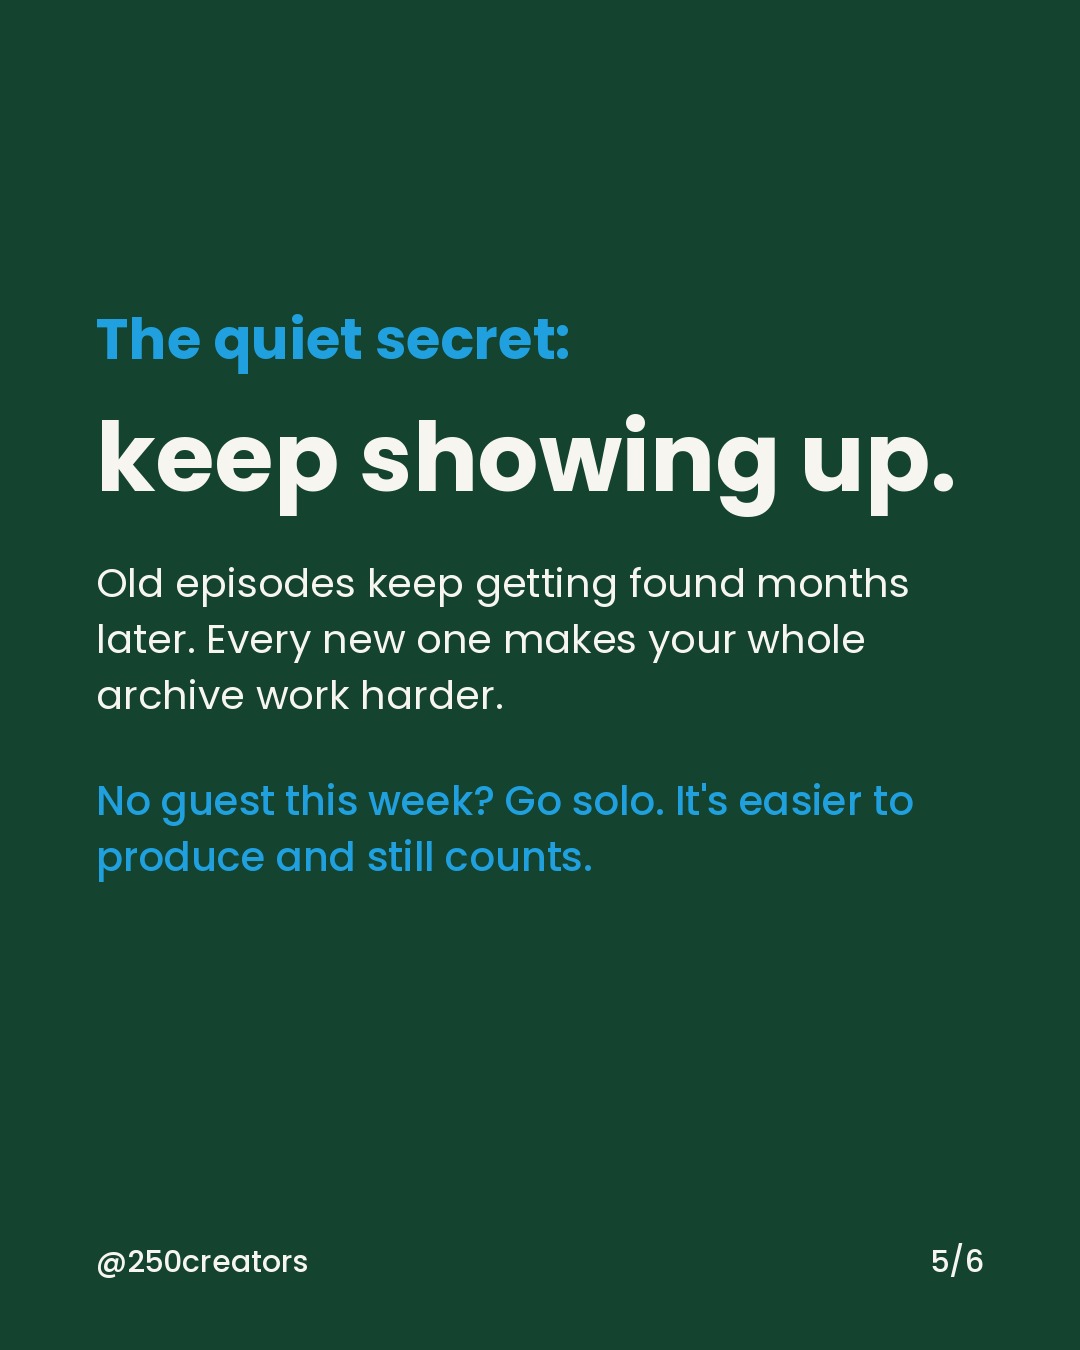 The quiet secret:
keep showing up.
Old episodes keep getting found months
later. Every new one makes your whole
archive work harder.
No guest this week? Go solo. It's easier to
produce and still counts.
@250creators
5/6